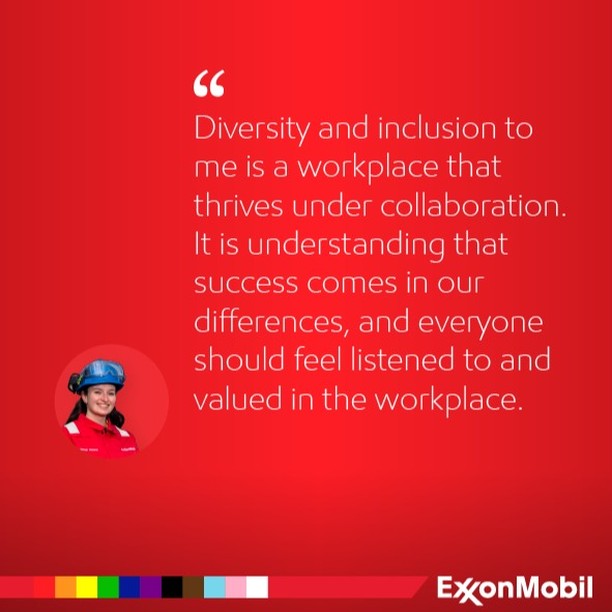 “
Diversity and inclusion to
me is a workplace that
thrives under collaboration.
It is understanding that
success comes in our
differences, and everyone
should feel listened to and
valued in the workplace.
ExxonMobil